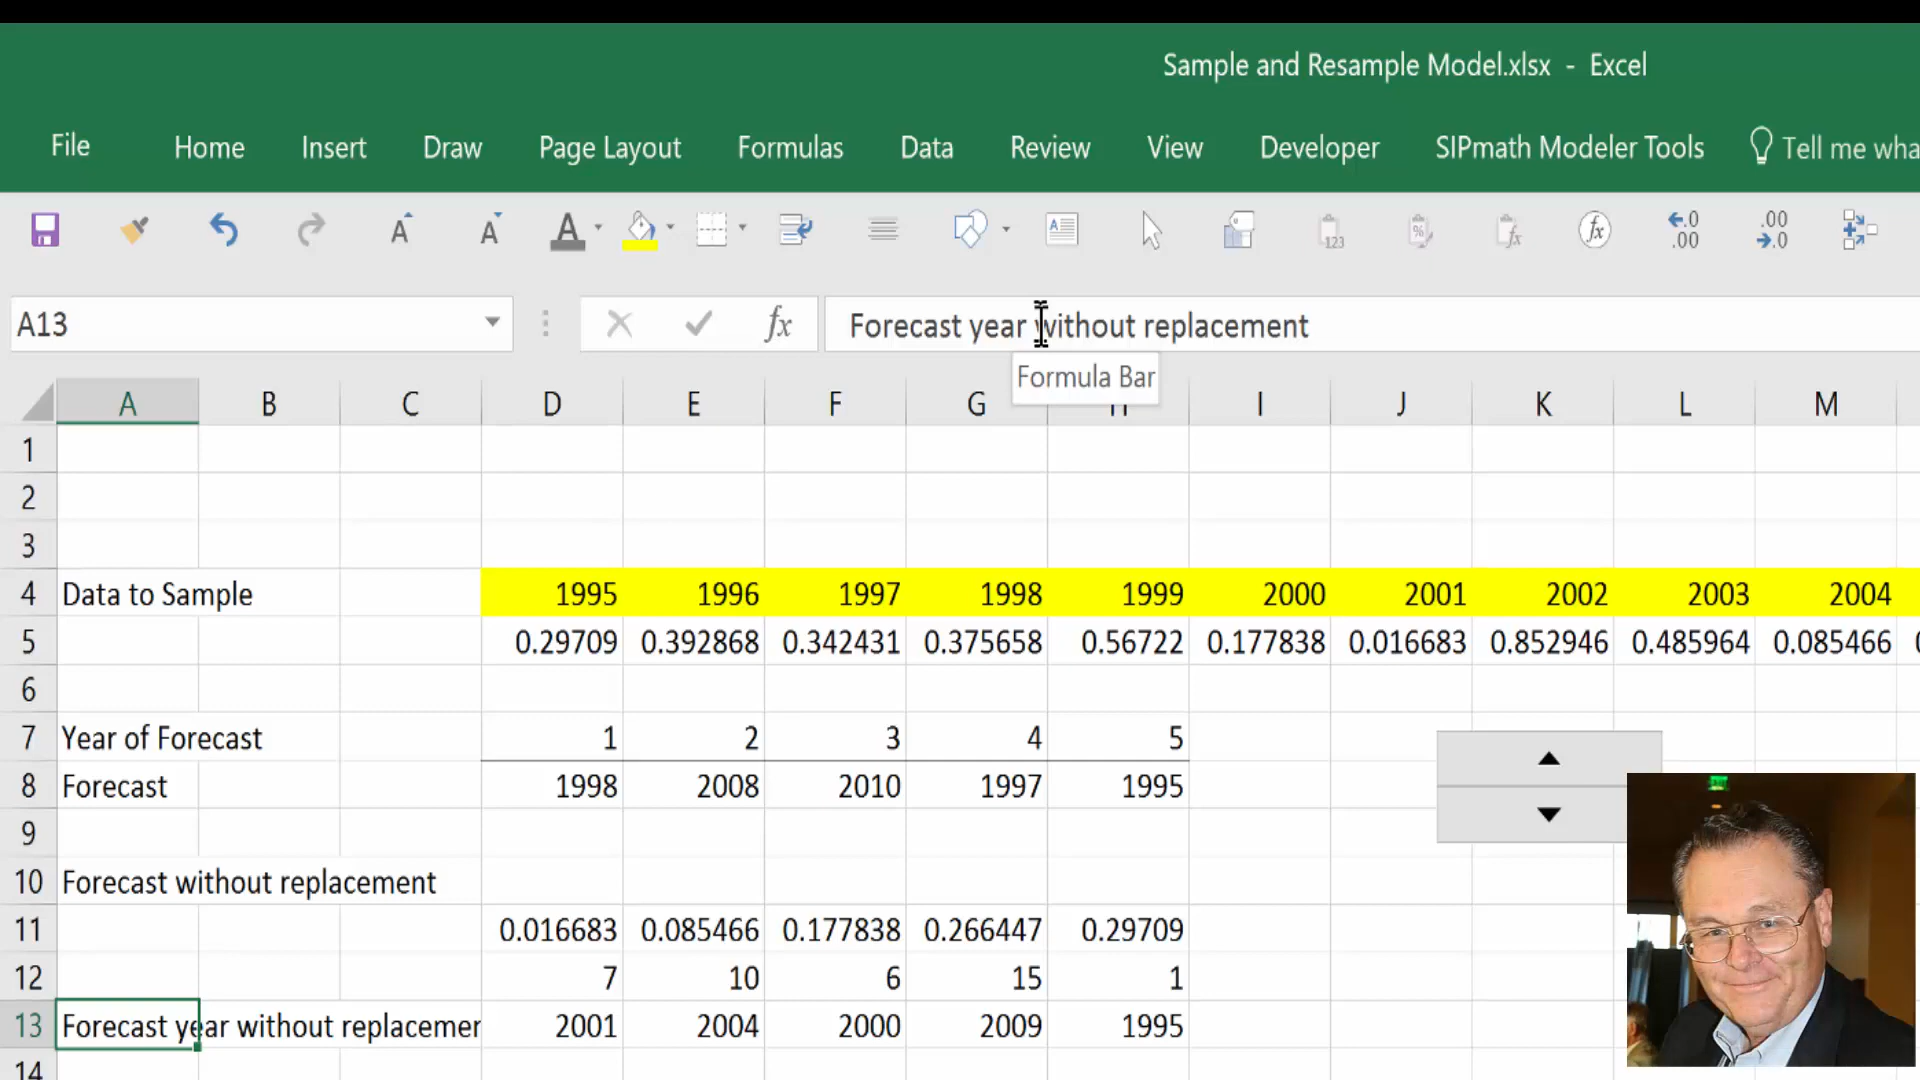 Sample and Resample Model.xlsx - Excel
File Home Insert Draw Page Layout Formulas Data Review View Developer SIPmath Modeler Tools Tell me wha
A13 fx Forecast year without replacement
Formula Bar
A B C D E F G H I J K L M
1
2
3
4 Data to Sample 1995 1996 1997 1998 1999 2000 2001 2002 2003 2004
5 0.29709 0.392868 0.342431 0.375658 0.56722 0.177838 0.016683 0.852946 0.485964 0.085466
6
7 Year of Forecast 1 2 3 4 5
8 Forecast 1998 2008 2010 1997 1995
9
10 Forecast without replacement
11 0.016683 0.085466 0.177838 0.266447 0.29709
12 7 10 6 15 1
13 Forecast year without replacemen 2001 2004 2000 2009 1995
14